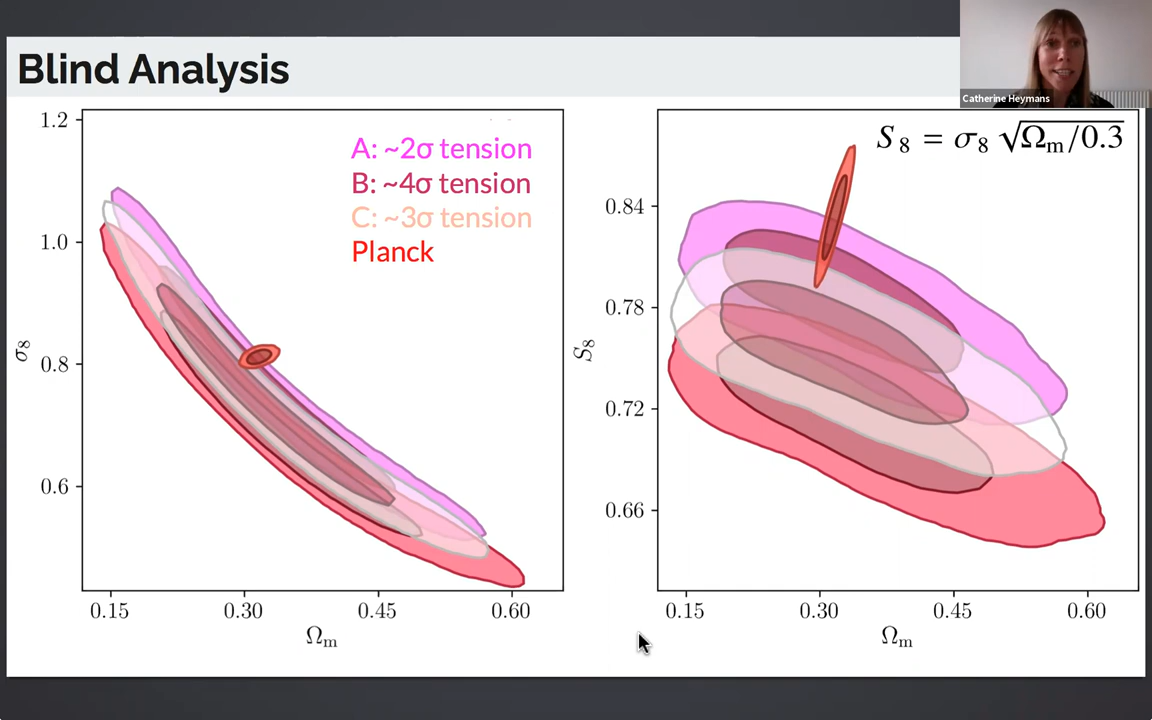 Blind Analysis
Catherine Heymans
A: ~2σ tension
B: ~4σ tension
C: ~3σ tension
Planck
1.2
1.0
0.8
0.6
σ₈
0.15 0.30 0.45 0.60
Ωₘ
S₈ = σ₈ √Ωₘ/0.3
0.84
0.78
0.72
0.66
S₈
0.15 0.30 0.45 0.60
Ωₘ